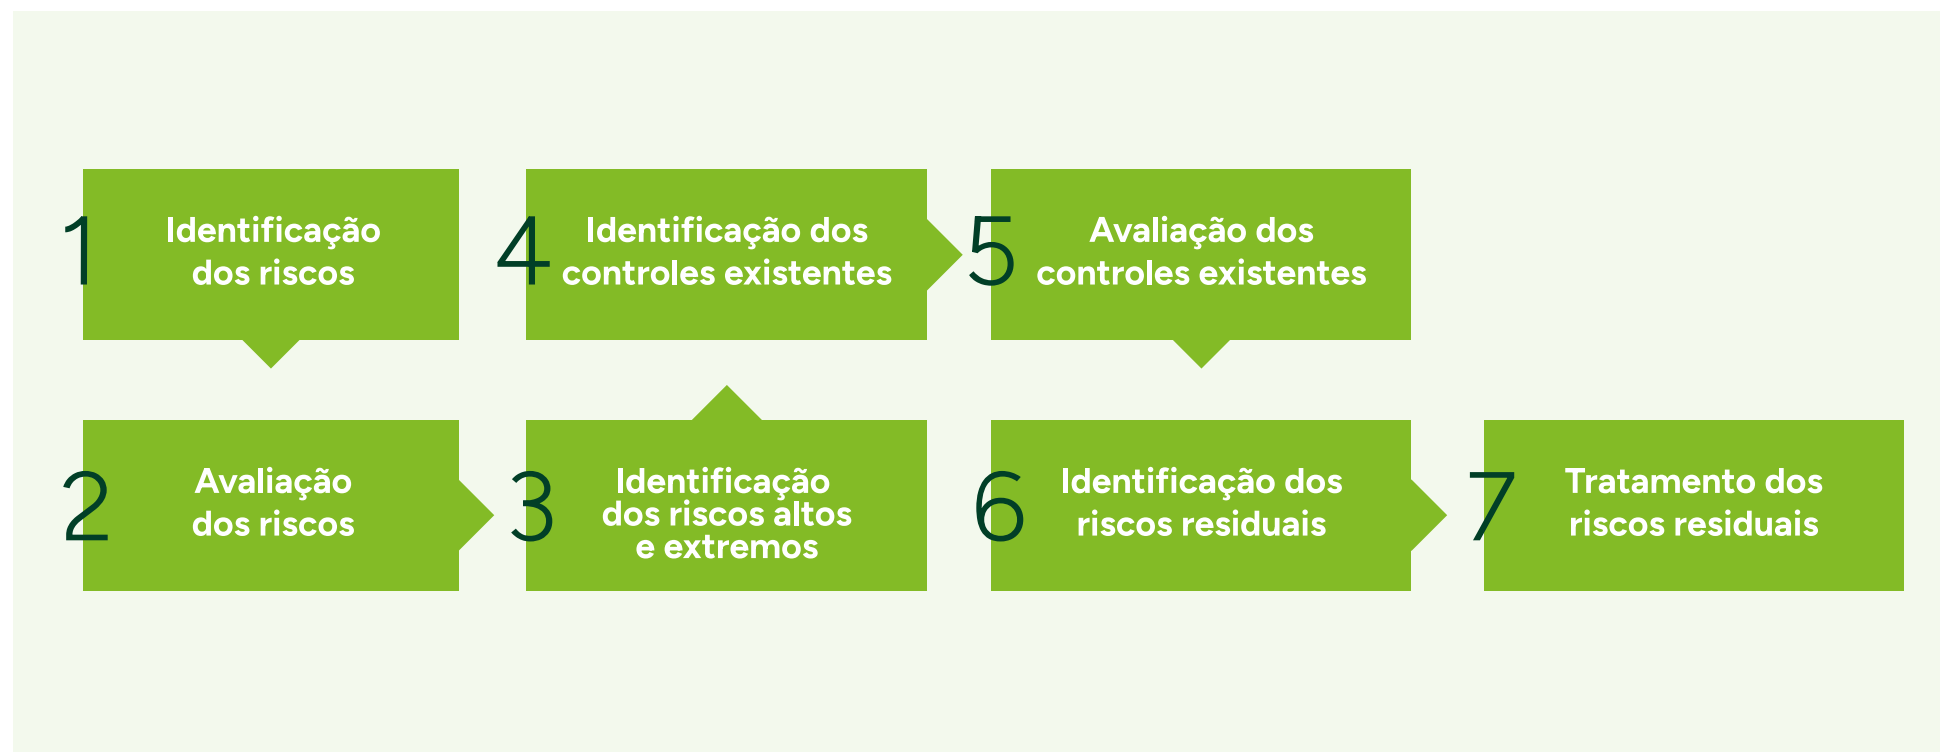 1
Identificação
dos riscos
2
Avaliação
dos riscos
3
Identificação
dos riscos altos
e extremos
4
Identificação dos
controles existentes
5
Avaliação dos
controles existentes
6
Identificação dos
riscos residuais
7
Tratamento dos
riscos residuais